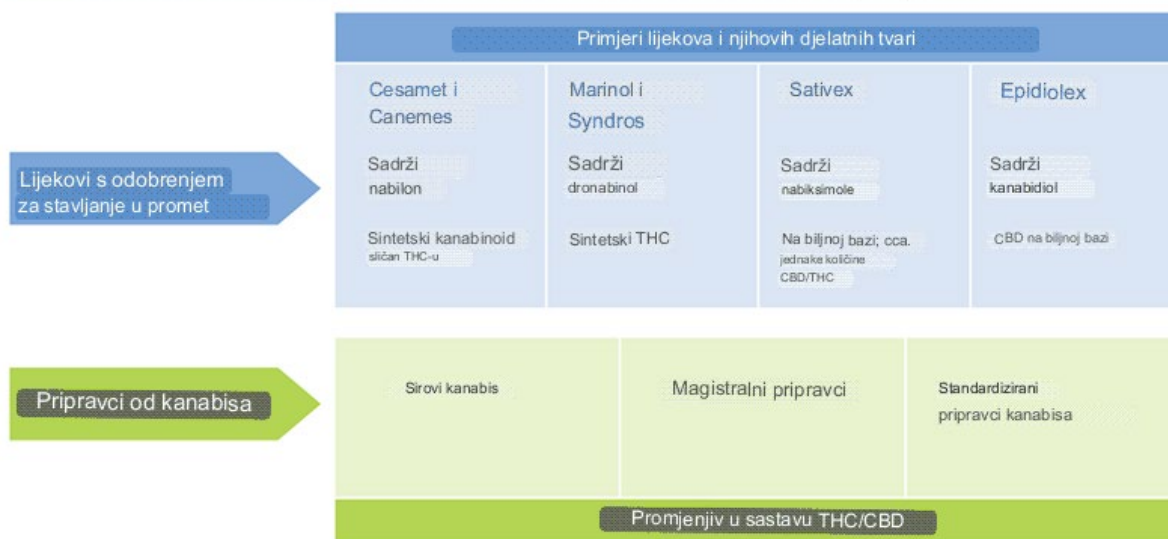 Primjeri lijekova i njihovih djelatnih tvari
Lijekovi s odobrenjem
za stavljanje u promet
Cesamet i
Canemes
Sadrži
nabilon
Sintetski kanabinoid
sličan THC-u
Marinol i
Syndros
Sadrži
dronabinol
Sintetski THC
Sativex
Sadrži
nabiksimole
Na biljnoj bazi; cca.
jednake količine
CBD/THC
Epidiolex
Sadrži
kanabidiol
CBD na biljnoj bazi
Pripravci od kanabisa
Sirovi kanabis
Magistralni pripravci
Standardizirani
pripravci kanabisa
Promjenjiv u sastavu THC/CBD